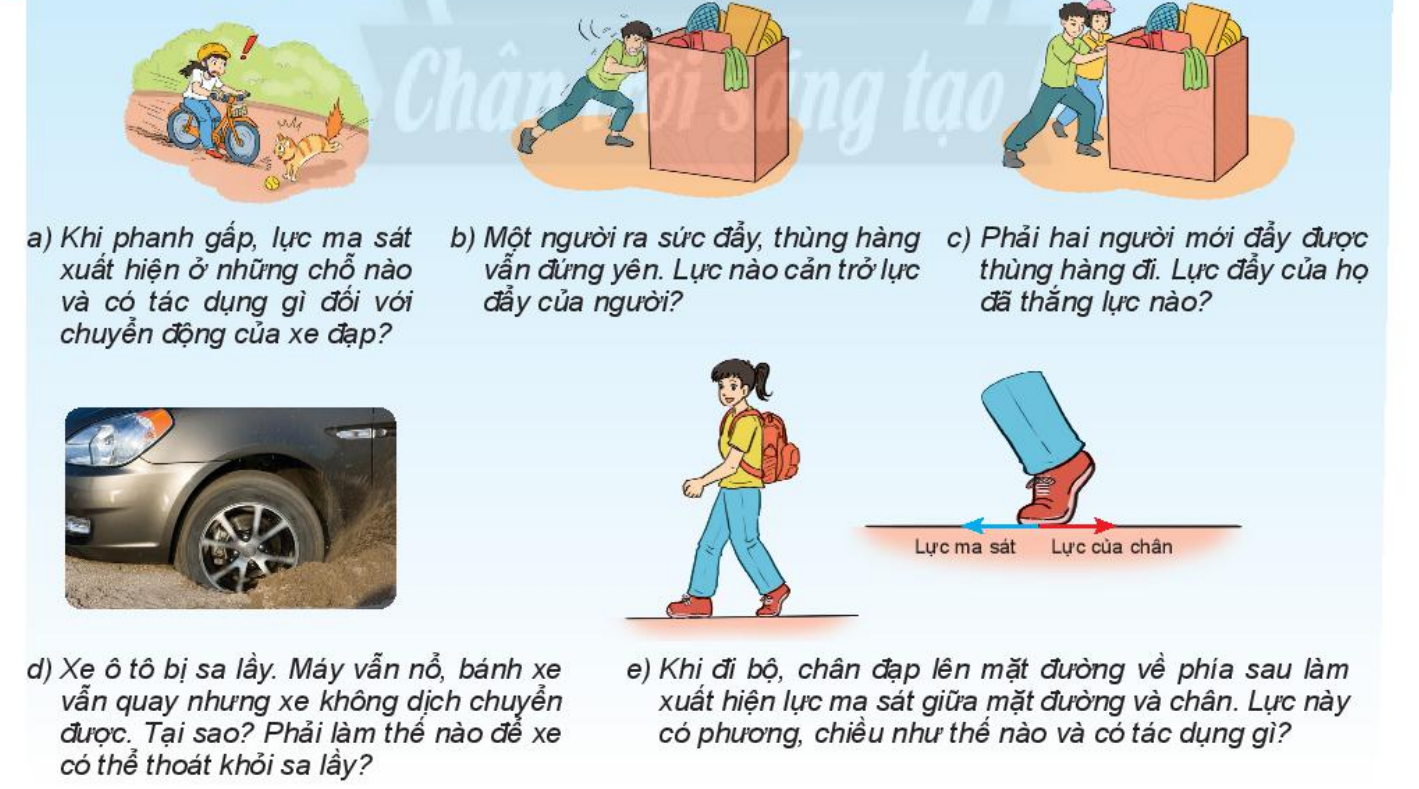 Chân trời sáng tạo
a) Khi phanh gấp, lực ma sát
xuất hiện ở những chỗ nào
và có tác dụng gì đối với
chuyển động của xe đạp?
b) Một người ra sức đẩy, thùng hàng
vẫn đứng yên. Lực nào cản trở lực
đẩy của người?
c) Phải hai người mới đẩy được
thùng hàng đi. Lực đẩy của họ
đã thắng lực nào?
Lực ma sát
Lực của chân
d) Xe ô tô bị sa lầy. Máy vẫn nổ, bánh xe
vẫn quay nhưng xe không dịch chuyển
được. Tại sao? Phải làm thế nào để xe
có thể thoát khỏi sa lầy?
e) Khi đi bộ, chân đạp lên mặt đường về phía sau làm
xuất hiện lực ma sát giữa mặt đường và chân. Lực này
có phương, chiều như thế nào và có tác dụng gì?